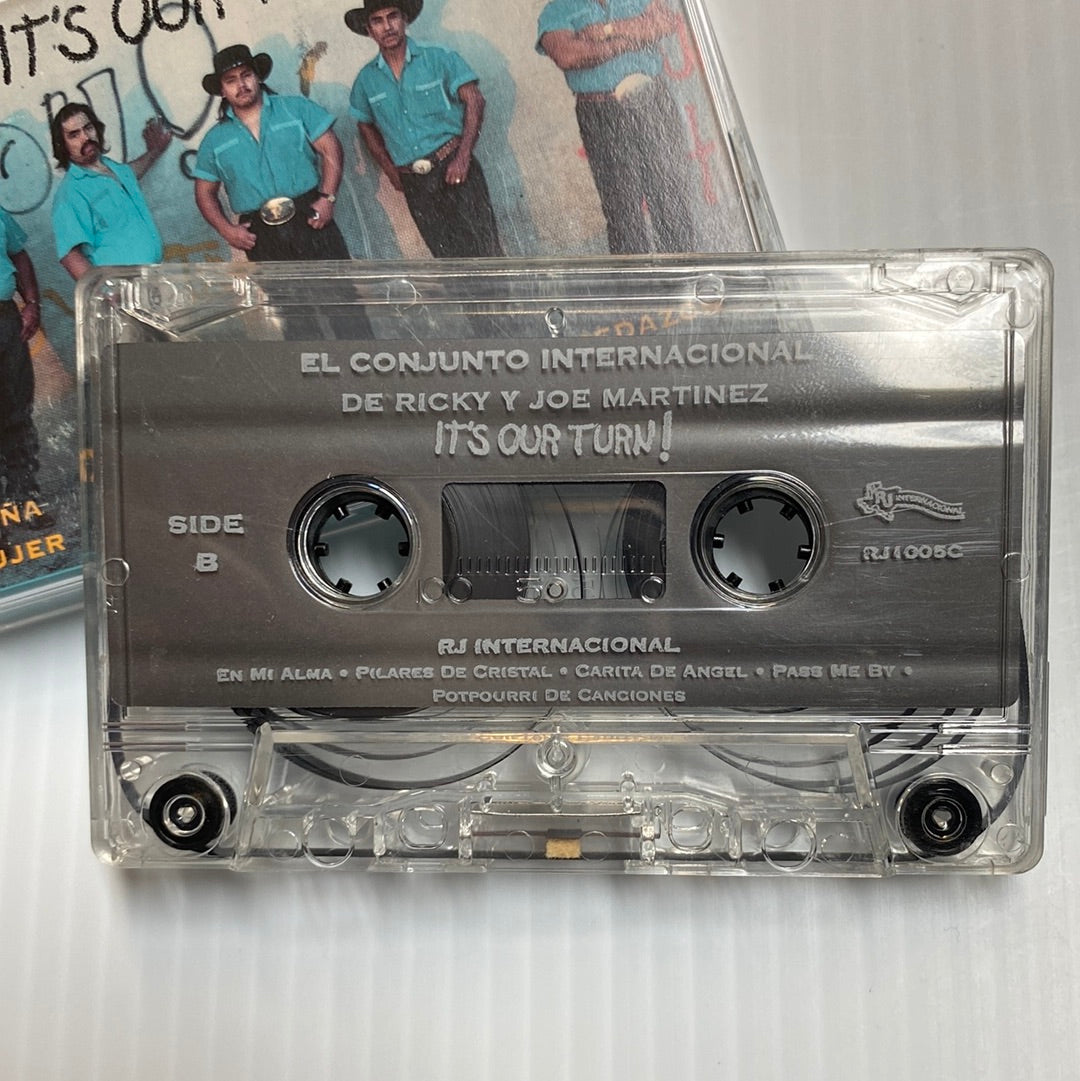 IT'S OUR
EL CONJUNTO INTERNACIONAL
DE RICKY Y JOE MARTINEZ
IT'S OUR TURN!
SIDE
B
RJ INTERNACIONAL
RJ1005C
100 50 0
RJ INTERNACIONAL
EN MI ALMA • PILARES DE CRISTAL • CARITA DE ANGEL • PASS ME BY •
POTPOURRI DE CANCIONES
UJER